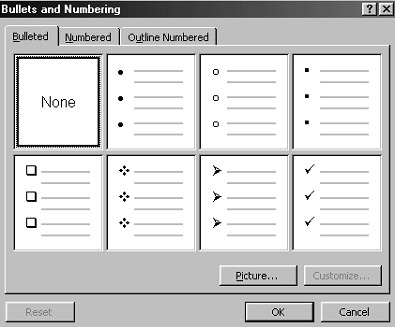 Bullets and Numbering
Bulleted Numbered Outline Numbered
None
Picture... Customize...
Reset OK Cancel